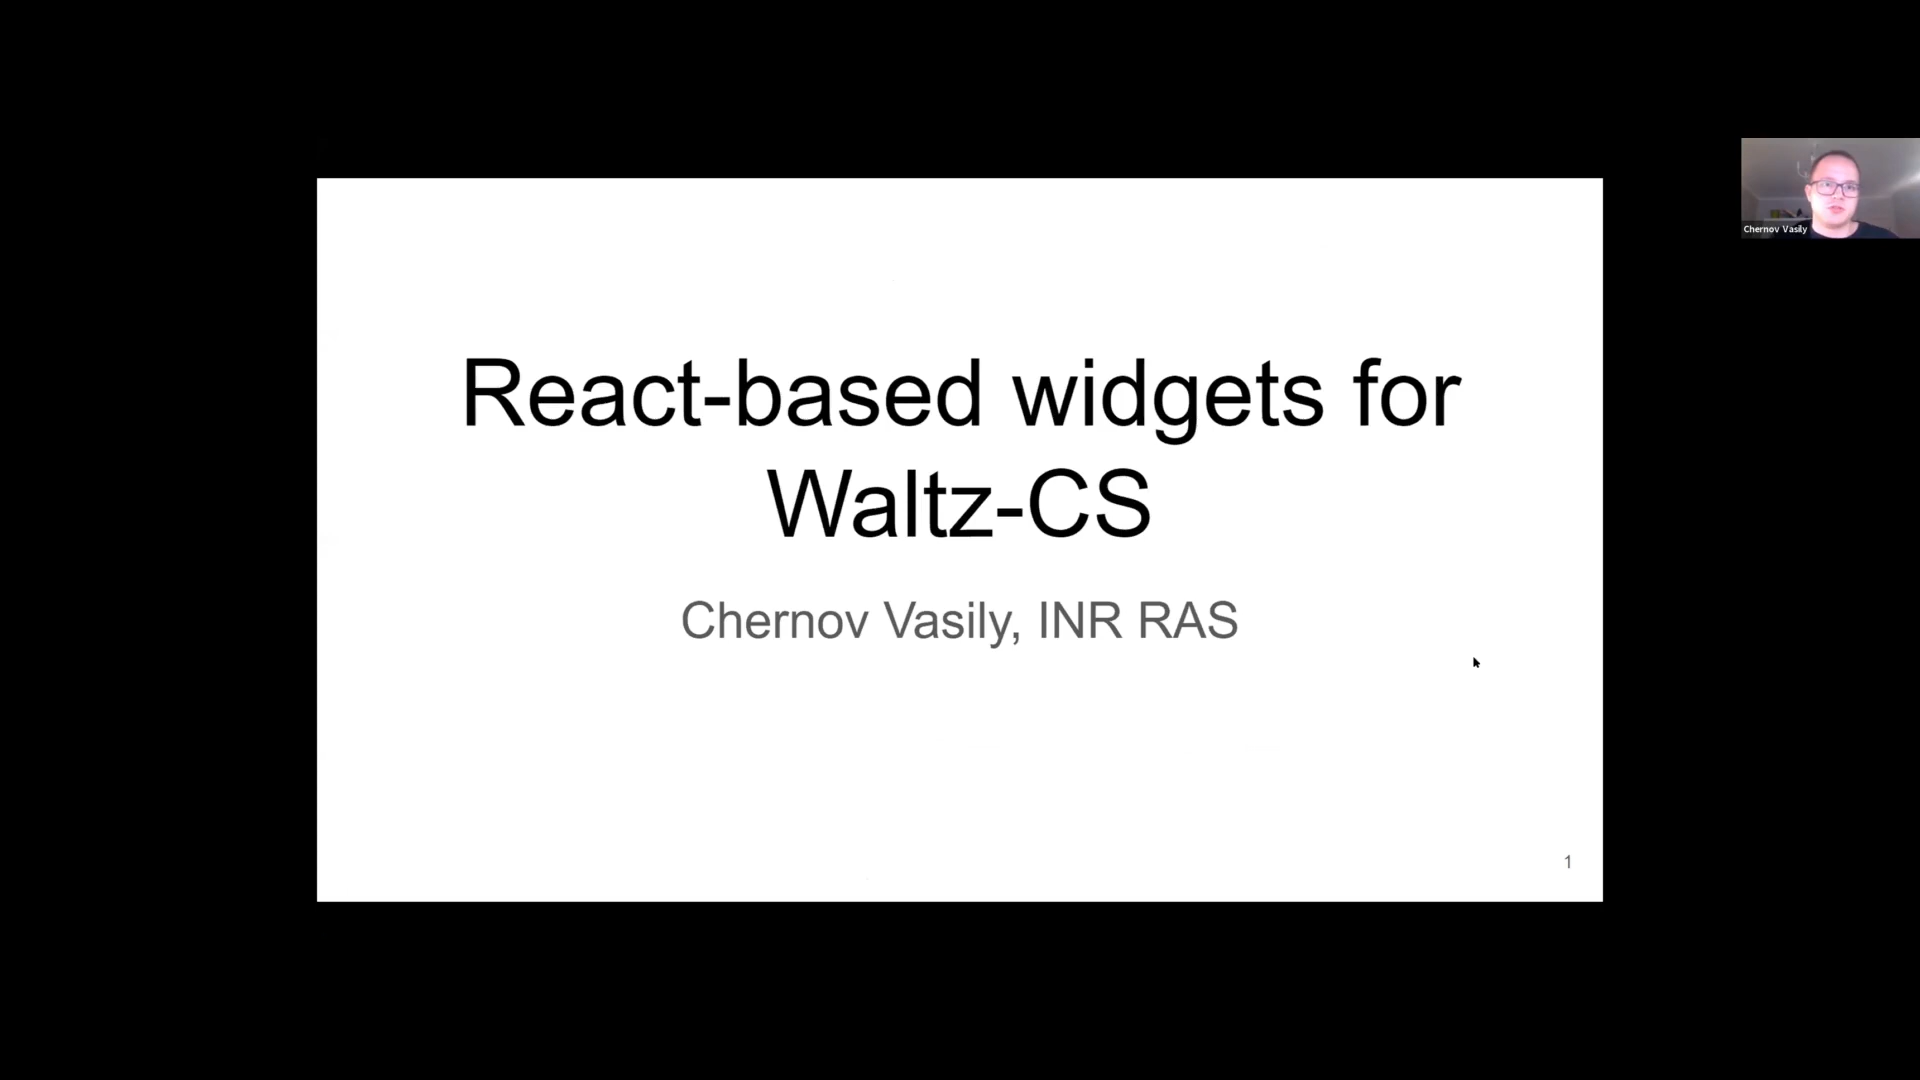 React-based widgets for
Waltz-CS
Chernov Vasily, INR RAS
1
Chernov Vasily